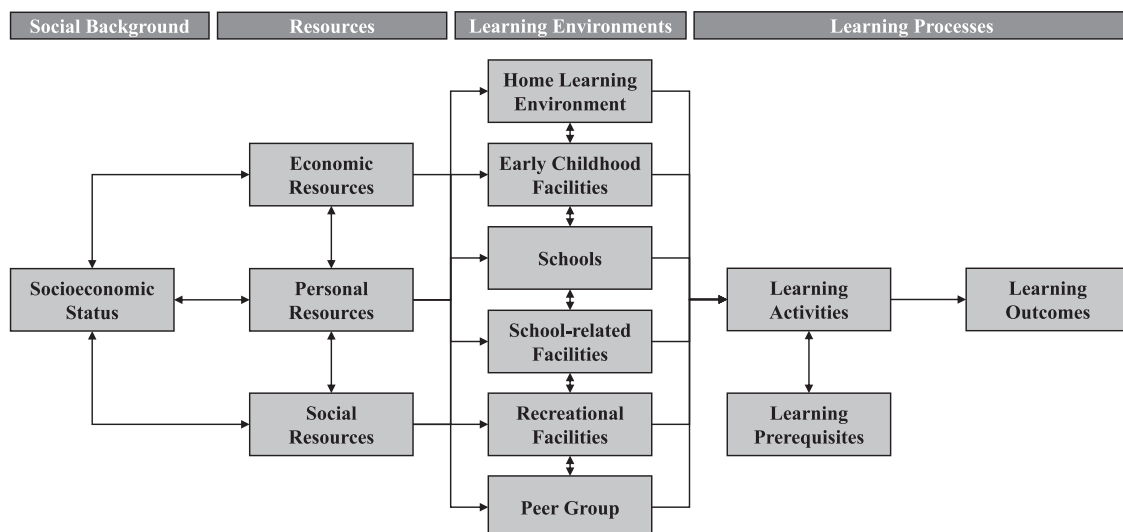 Social Background
Resources
Learning Environments
Learning Processes
Home Learning
Environment
Economic
Resources
Early Childhood
Facilities
Schools
Socioeconomic
Status
Personal
Resources
Learning
Activities
Learning
Outcomes
School-related
Facilities
Social
Resources
Recreational
Facilities
Learning
Prerequisites
Peer Group